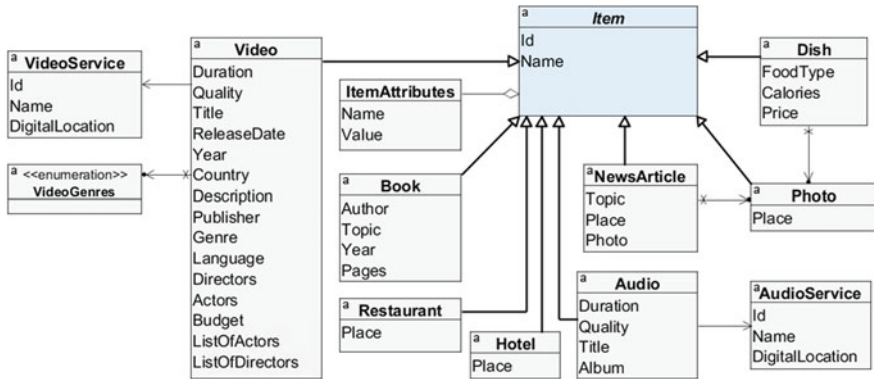 a
VideoService
Id
Name
DigitalLocation
<<enumeration>>
VideoGenres
a
Video
Duration
Quality
Title
ReleaseDate
Year
Country
Description
Publisher
Genre
Language
Directors
Actors
Budget
ListOfActors
ListOfDirectors
a
Item
Id
Name
a
ItemAttributes
Name
Value
a
Book
Author
Topic
Year
Pages
a
Restaurant
Place
a
Hotel
Place
a
Dish
FoodType
Calories
Price
a
NewsArticle
Topic
Place
Photo
a
Photo
Place
a
Audio
Duration
Quality
Title
Album
a
AudioService
Id
Name
DigitalLocation